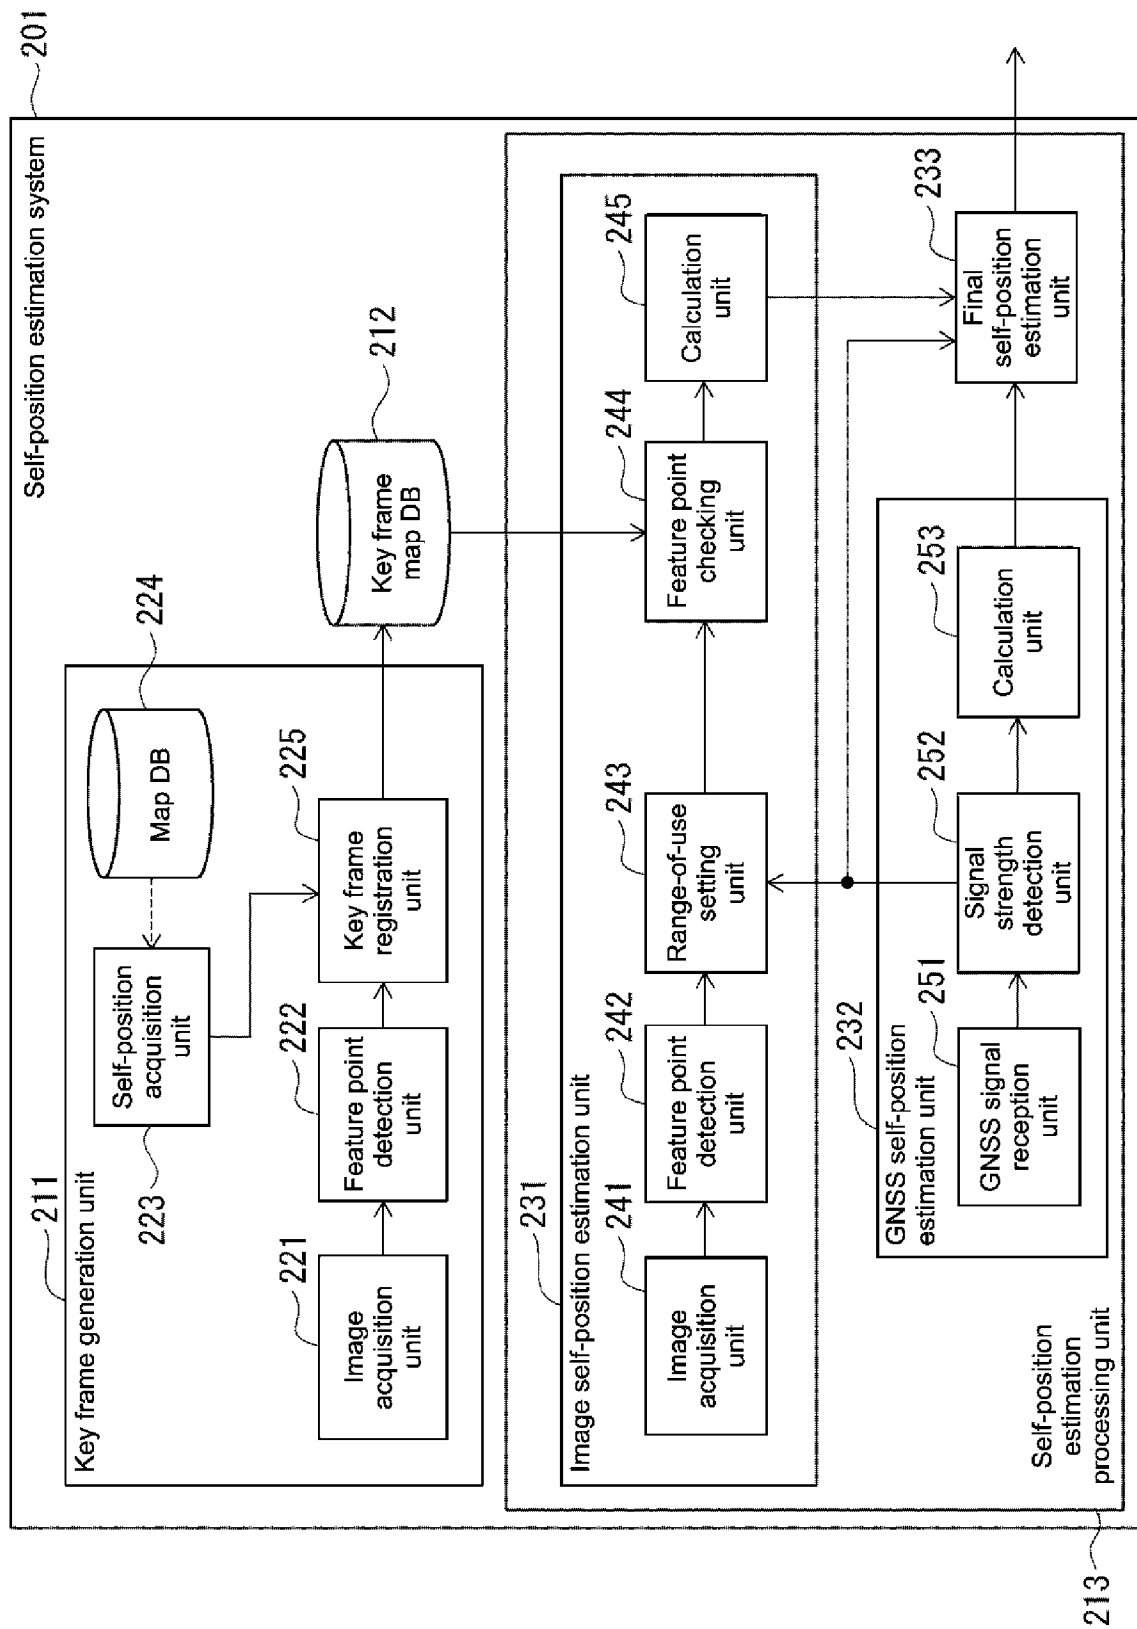 201
Self-position estimation system
211
Key frame generation unit
224
Map DB
Self-position
acquisition
unit
223
221
Image
acquisition
unit
222
Feature point
detection
unit
225
Key frame
registration
unit
212
Key frame
map DB
231
Image self-position estimation unit
241
Image
acquisition
unit
242
Feature point
detection
unit
243
Range-of-use
setting
unit
244
Feature point
checking
unit
245
Calculation
unit
232
GNSS self-position
estimation unit
251
GNSS signal
reception
unit
252
Signal
strength
detection
unit
253
Calculation
unit
233
Final
self-position
estimation
unit
Self-position
estimation
processing unit
213